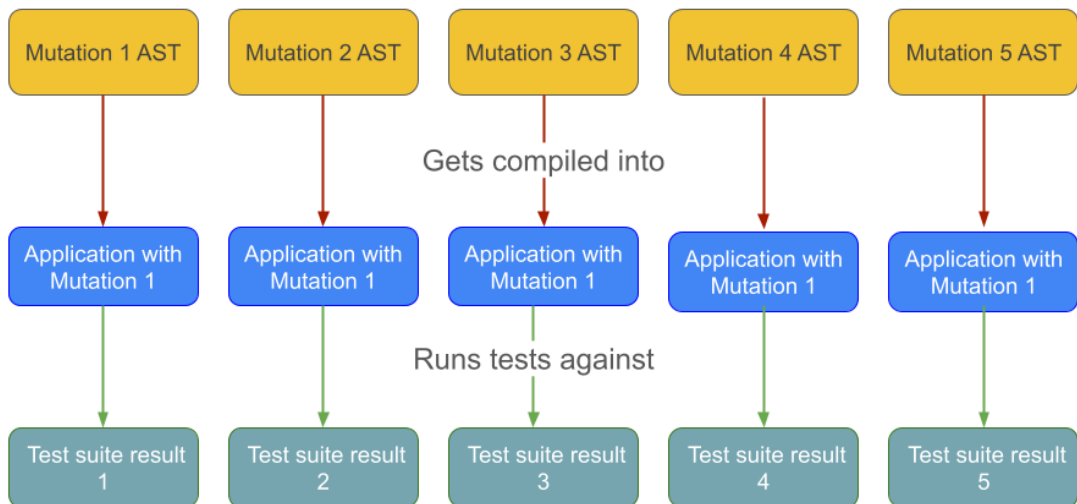 Mutation 1 AST
Mutation 2 AST
Mutation 3 AST
Mutation 4 AST
Mutation 5 AST
Gets compiled into
Application with
Mutation 1
Application with
Mutation 1
Application with
Mutation 1
Application with
Mutation 1
Application with
Mutation 1
Runs tests against
Test suite result
1
Test suite result
2
Test suite result
3
Test suite result
4
Test suite result
5